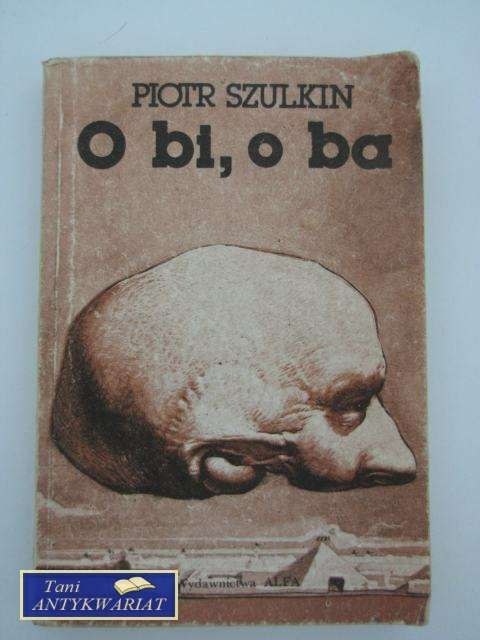 PIOTR SZULKIN
O bi, o ba
Wydawnictwa ALFA
Tani
ANTYKWARIAT